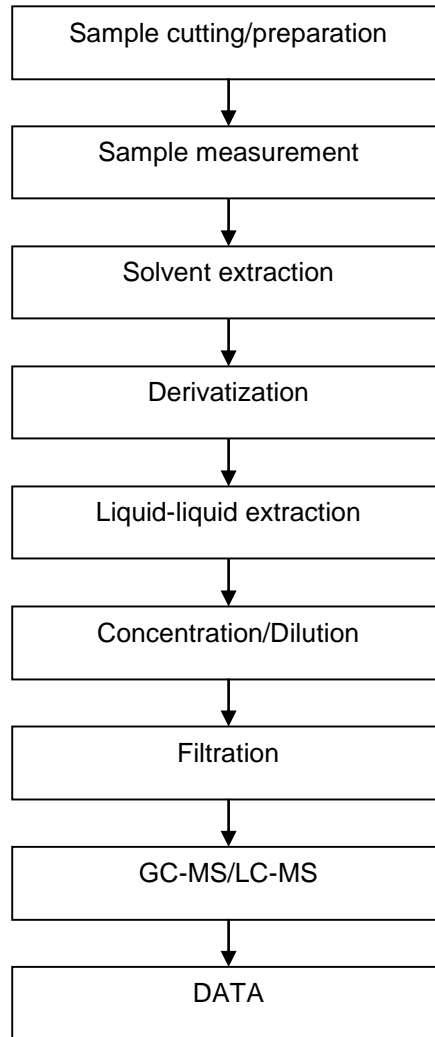 Sample cutting/preparation
Sample measurement
Solvent extraction
Derivatization
Liquid-liquid extraction
Concentration/Dilution
Filtration
GC-MS/LC-MS
DATA